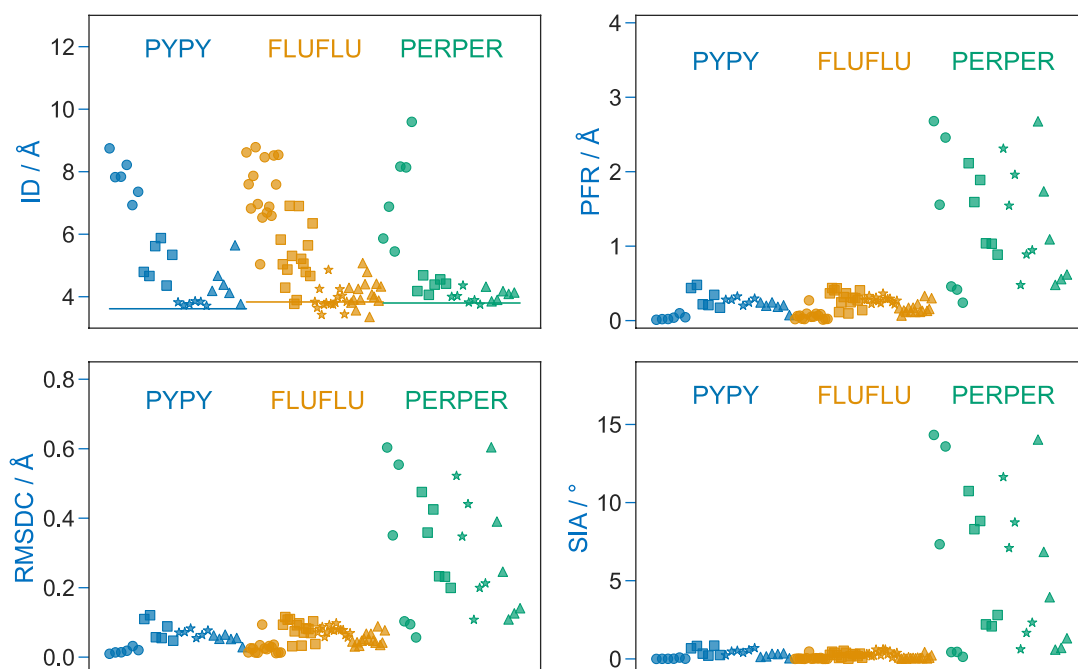 ID / Å
12
10
8
6
4
PYPY FLUFLU PERPER
PFR / Å
4
3
2
1
0
PYPY FLUFLU PERPER
RMSDC / Å
0.8
0.6
0.4
0.2
0.0
PYPY FLUFLU PERPER
SIA / °
15
10
5
0
PYPY FLUFLU PERPER